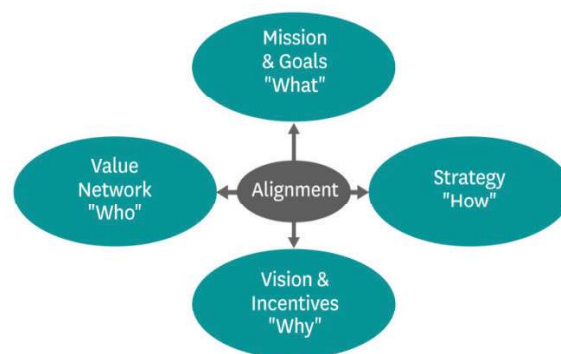 Mission
& Goals
"What"
Value
Network
"Who"
Alignment
Strategy
"How"
Vision &
Incentives
"Why"